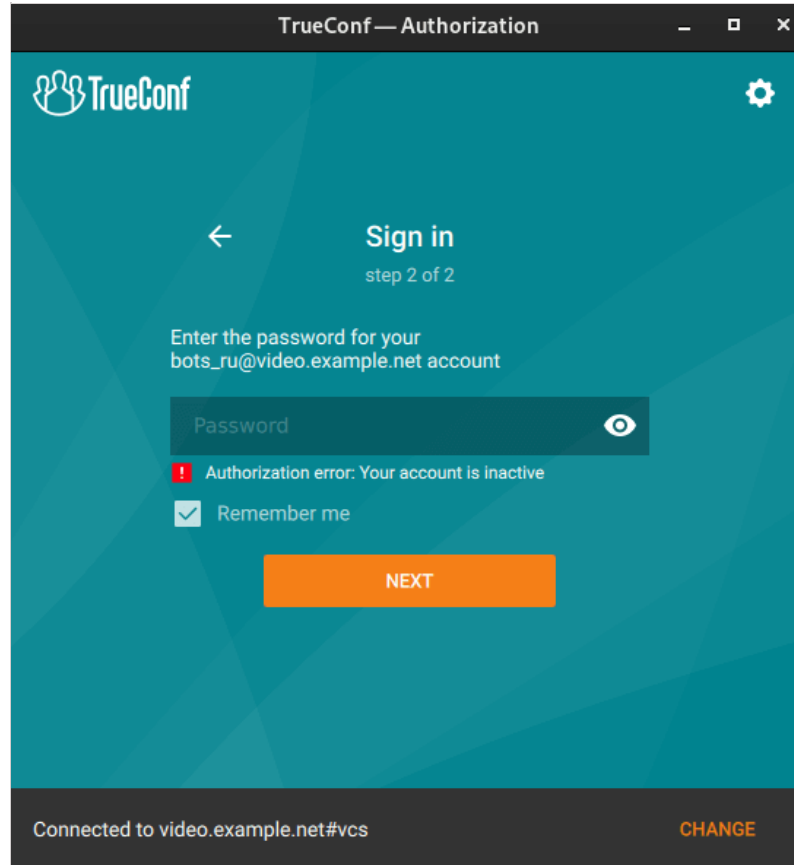 TrueConf — Authorization
TrueConf
Sign in
step 2 of 2
Enter the password for your
bots_ru@video.example.net account
Password
! Authorization error: Your account is inactive
Remember me
NEXT
Connected to video.example.net#vcs
CHANGE